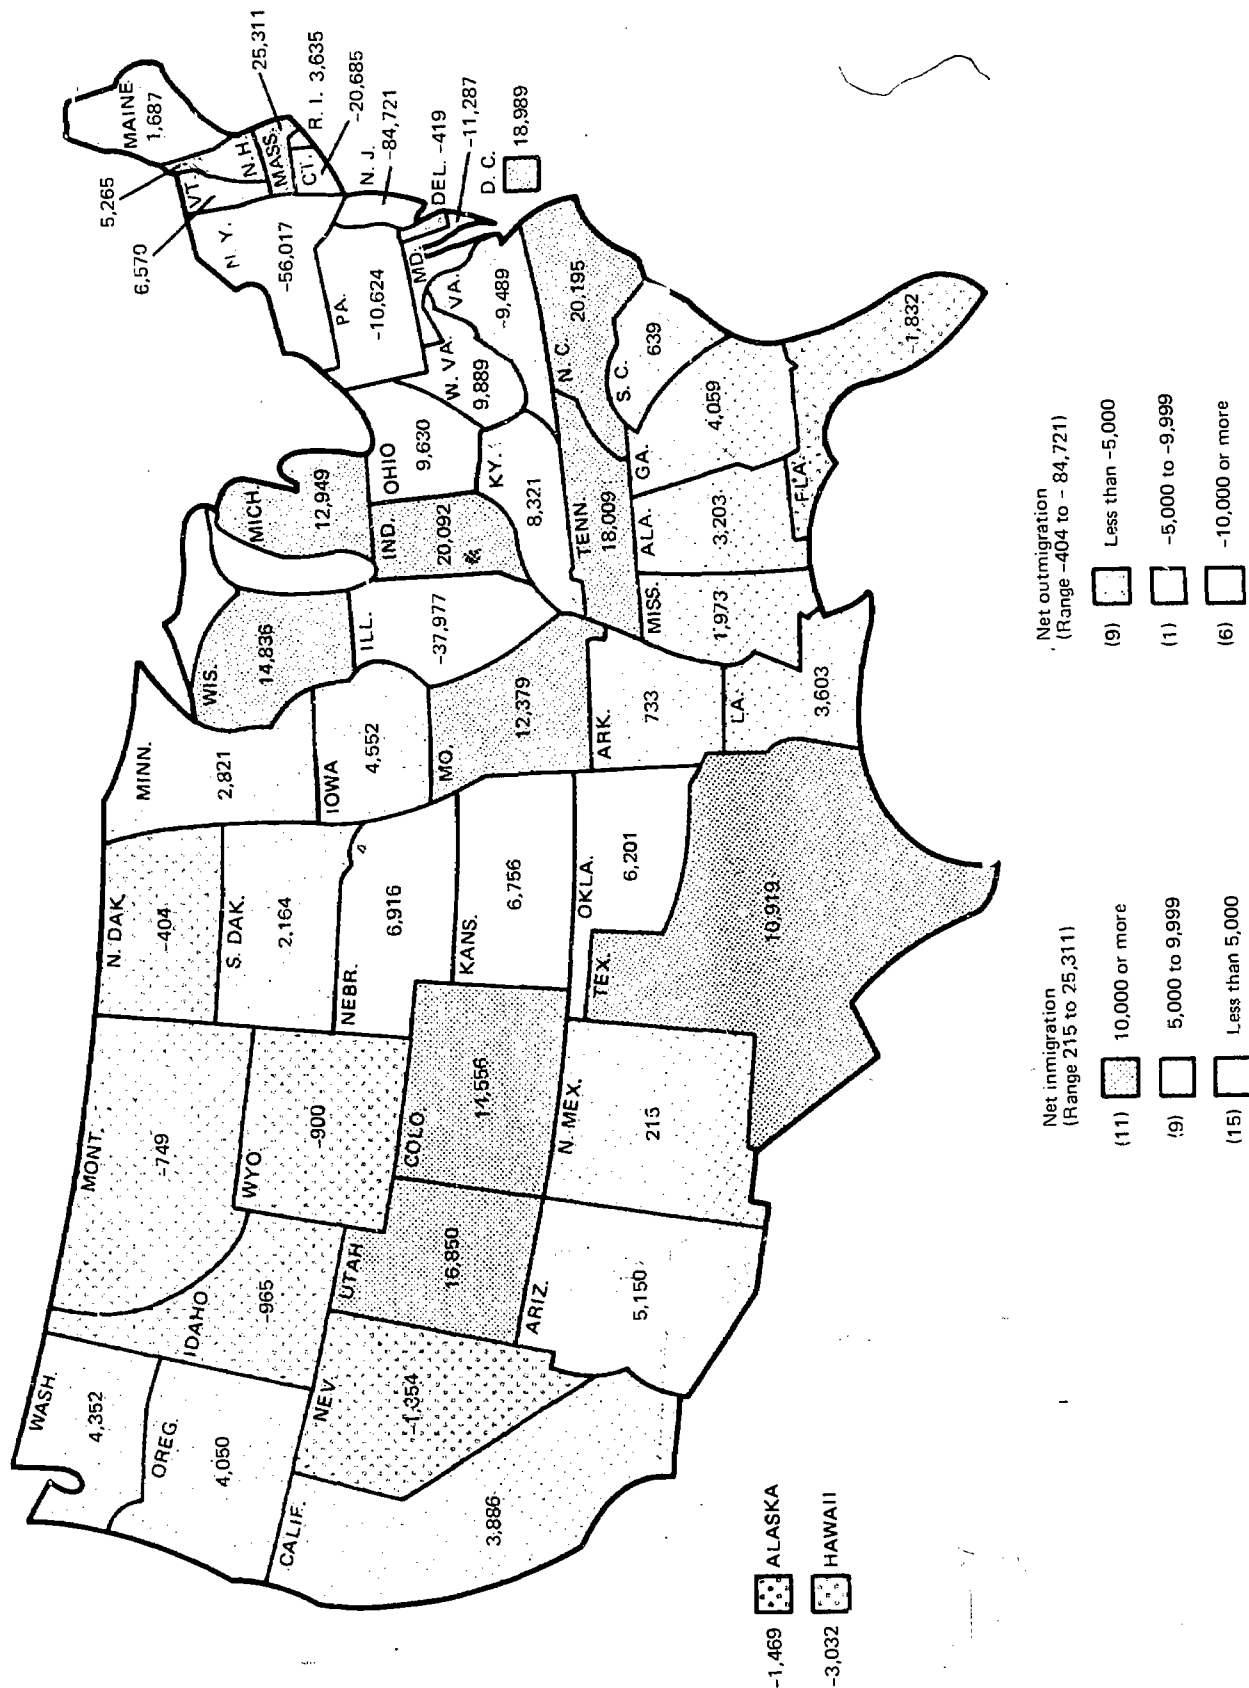 WASH.
4,352
OREG.
4,050
CALIF.
3,886
NEV.
-1,354
IDAHO
-965
MONT.
-749
WYO
-900
UTAH
16,850
COLO.
11,556
ARIZ.
5,150
N. MEX.
215
N. DAK.
-404
S. DAK.
2,164
NEBR.
6,916
KANS.
6,756
OKLA.
6,201
TEX.
10,919
MINN.
2,821
IOWA
4,552
MO.
12,379
ARK.
733
LA.
3,603
WIS.
14,836
ILL.
-37,977
MICH.
12,949
IND.
20,092
OHIO
9,630
KY.
8,321
TENN.
18,009
MISS.
1,973
ALA.
3,203
GA.
4,059
FLA.
-1,832
S. C.
639
N. C.
20,195
VA.
-9,489
W. VA.
9,889
PA.
-10,624
N. Y.
-56,017
MAINE
1,687
VT.
6,570
N.H.
5,265
MASS.
25,311
R. I. 3,635
CT.
-20,685
N. J.
-84,721
DEL. -419
MD.
-11,287
D. C.
18,989
-1,469 ALASKA
-3,032 HAWAII
Net inmigration
(Range 215 to 25,311)
(11) 10,000 or more
(9) 5,000 to 9,999
(15) Less than 5,000
Net outmigration
(Range -404 to - 84,721)
(9) Less than -5,000
(1) -5,000 to -9,999
(6) -10,000 or more